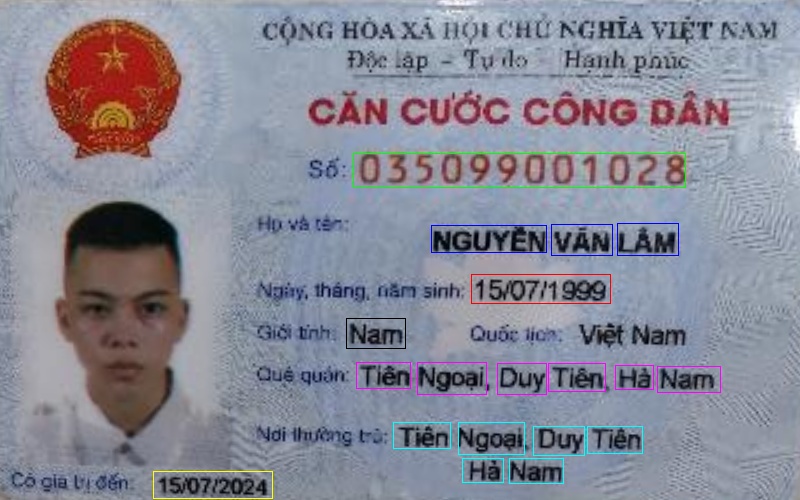 CỘNG HÒA XÃ HỘI CHỦ NGHĨA VIỆT NAM
Độc lập - Tự do - Hạnh phúc
CĂN CƯỚC CÔNG DÂN
Số: 035099001028
Họ và tên: NGUYỄN VĂN LÂM
Ngày, tháng, năm sinh: 15/07/1999
Giới tính: Nam Quốc tịch: Việt Nam
Quê quán: Tiên Ngoại, Duy Tiên, Hà Nam
Nơi thường trú: Tiên Ngoại, Duy Tiên
Hà Nam
Có giá trị đến: 15/07/2024